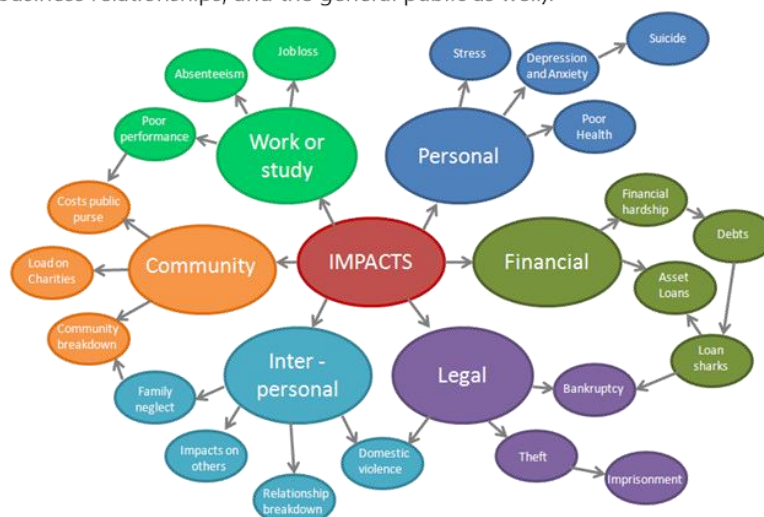 business relationships, and the general public as well).
Job loss
Absenteeism
Poor
performance
Work or
study
Stress
Depression
and Anxiety
Suicide
Poor
Health
Personal
Costs public
purse
Load on
Charities
Community
breakdown
Community
IMPACTS
Financial
Financial
hardship
Debts
Asset
Loans
Loan
sharks
Inter -
personal
Family
neglect
Impacts on
others
Relationship
breakdown
Domestic
violence
Legal
Bankruptcy
Theft
Imprisonment